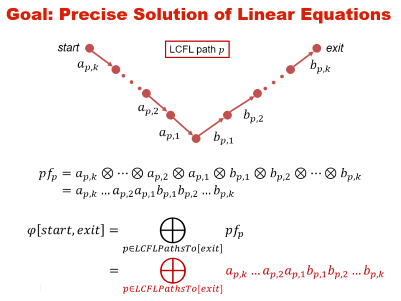 Goal: Precise Solution of Linear Equations
start LCFL path p exit
a_{p,k} b_{p,k}
a_{p,2} b_{p,2}
a_{p,1} b_{p,1}
pf_p = a_{p,k} ⊗ ⋯ ⊗ a_{p,2} ⊗ a_{p,1} ⊗ b_{p,1} ⊗ b_{p,2} ⊗ ⋯ ⊗ b_{p,k}
= a_{p,k} … a_{p,2}a_{p,1}b_{p,1}b_{p,2} … b_{p,k}
φ[start, exit] = ⊕ pf_p
p∈LCFLPathsTo[exit]
= ⊕ a_{p,k} … a_{p,2}a_{p,1}b_{p,1}b_{p,2} … b_{p,k}
p∈LCFLPathsTo[exit]